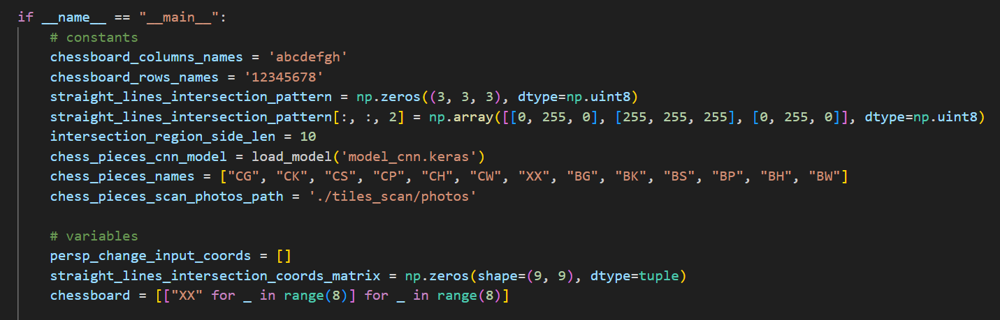 if __name__ == "__main__":
# constants
chessboard_columns_names = 'abcdefgh'
chessboard_rows_names = '12345678'
straight_lines_intersection_pattern = np.zeros((3, 3, 3), dtype=np.uint8)
straight_lines_intersection_pattern[:, :, 2] = np.array([[0, 255, 0], [255, 255, 255], [0, 255, 0]], dtype=np.uint8)
intersection_region_side_len = 10
chess_pieces_cnn_model = load_model('model_cnn.keras')
chess_pieces_names = ["CG", "CK", "CS", "CP", "CH", "CW", "XX", "BG", "BK", "BS", "BP", "BH", "BW"]
chess_pieces_scan_photos_path = './tiles_scan/photos'
# variables
persp_change_input_coords = []
straight_lines_intersection_coords_matrix = np.zeros(shape=(9, 9), dtype=tuple)
chessboard = [["XX" for _ in range(8)] for _ in range(8)]